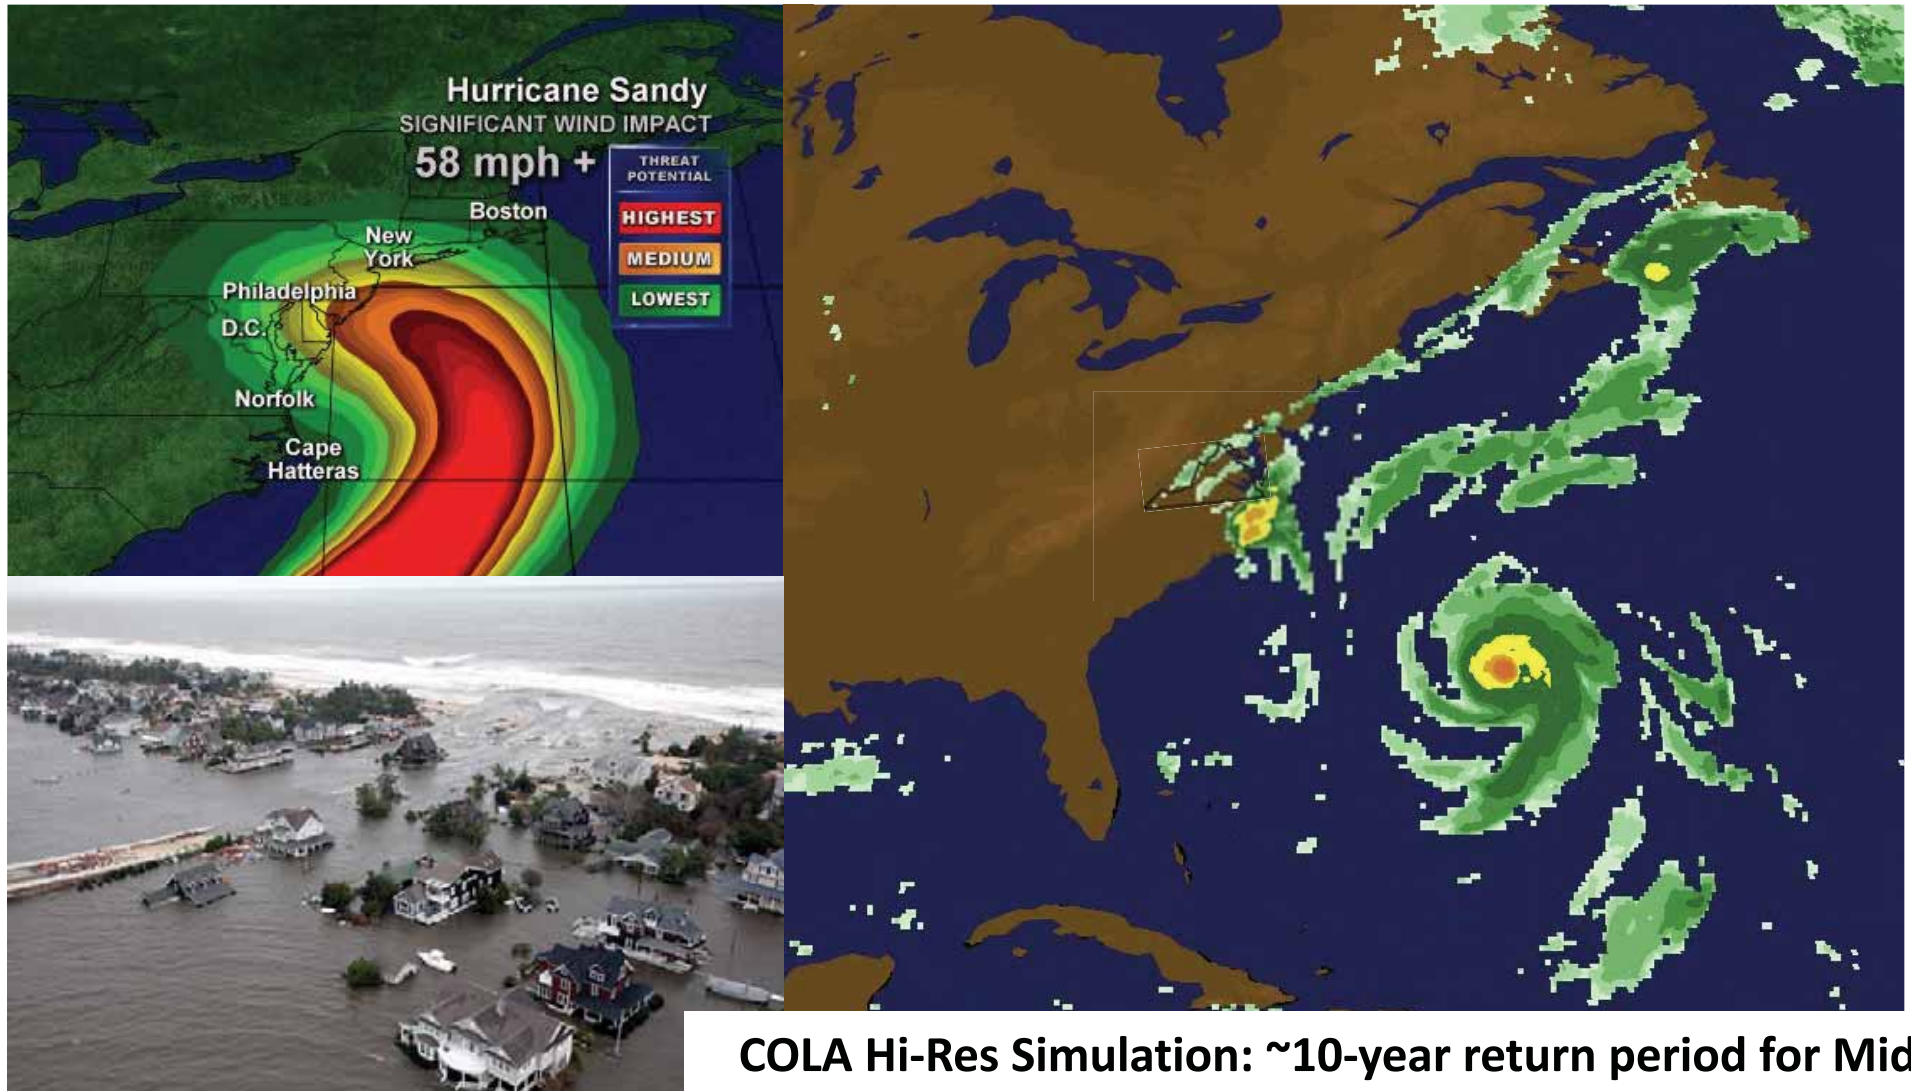 Hurricane Sandy
SIGNIFICANT WIND IMPACT
58 mph +
THREAT
POTENTIAL
HIGHEST
MEDIUM
LOWEST
Boston
New
York
Philadelphia
D.C.
Norfolk
Cape
Hatteras
COLA Hi-Res Simulation: ~10-year return period for Mid